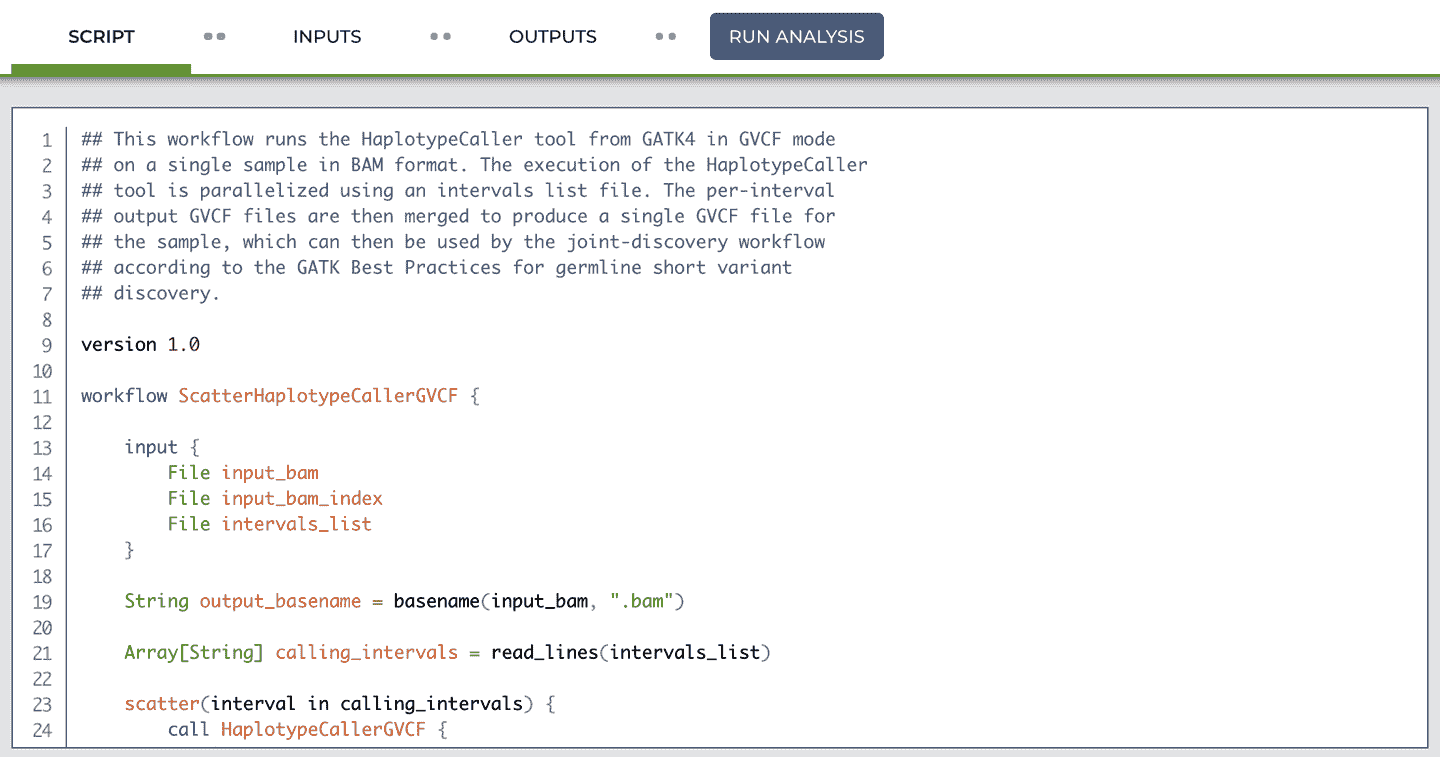 SCRIPT INPUTS OUTPUTS RUN ANALYSIS
1 ## This workflow runs the HaplotypeCaller tool from GATK4 in GVCF mode
2 ## on a single sample in BAM format. The execution of the HaplotypeCaller
3 ## tool is parallelized using an intervals list file. The per-interval
4 ## output GVCF files are then merged to produce a single GVCF file for
5 ## the sample, which can then be used by the joint-discovery workflow
6 ## according to the GATK Best Practices for germline short variant
7 ## discovery.
8
9 version 1.0
10
11 workflow ScatterHaplotypeCallerGVCF {
12
13     input {
14         File input_bam
15         File input_bam_index
16         File intervals_list
17     }
18
19     String output_basename = basename(input_bam, ".bam")
20
21     Array[String] calling_intervals = read_lines(intervals_list)
22
23     scatter(interval in calling_intervals) {
24         call HaplotypeCallerGVCF {